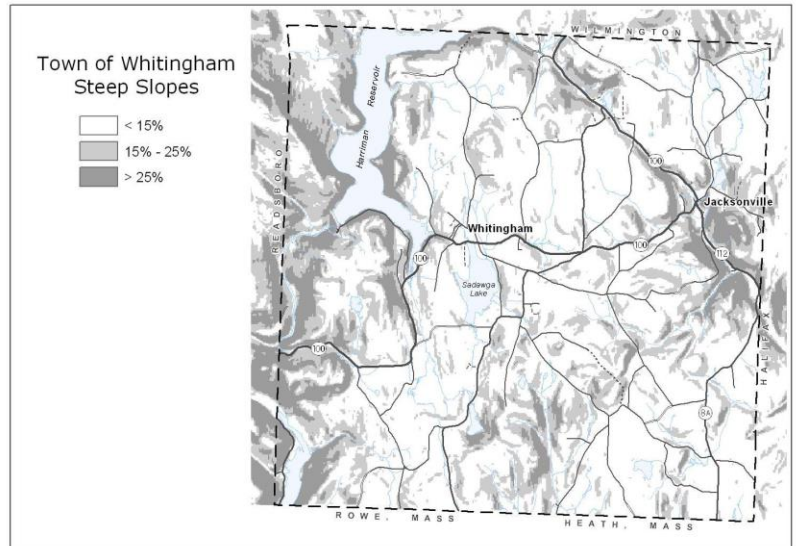 Town of Whitingham
Steep Slopes
< 15%
15% - 25%
> 25%
WILMINGTON
Harriman Reservoir
READSBORO
100
Jacksonville
Whitingham
100
100
112
Sadawga
Lake
HALIFAX
100
8A
ROWE, MASS
HEATH, MASS